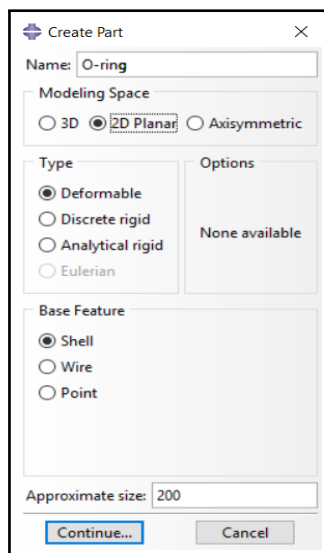 Create Part
Name: O-ring
Modeling Space
3D 2D Planar Axisymmetric
Type
Options
Deformable
Discrete rigid
Analytical rigid
Eulerian
None available
Base Feature
Shell
Wire
Point
Approximate size: 200
Continue... Cancel